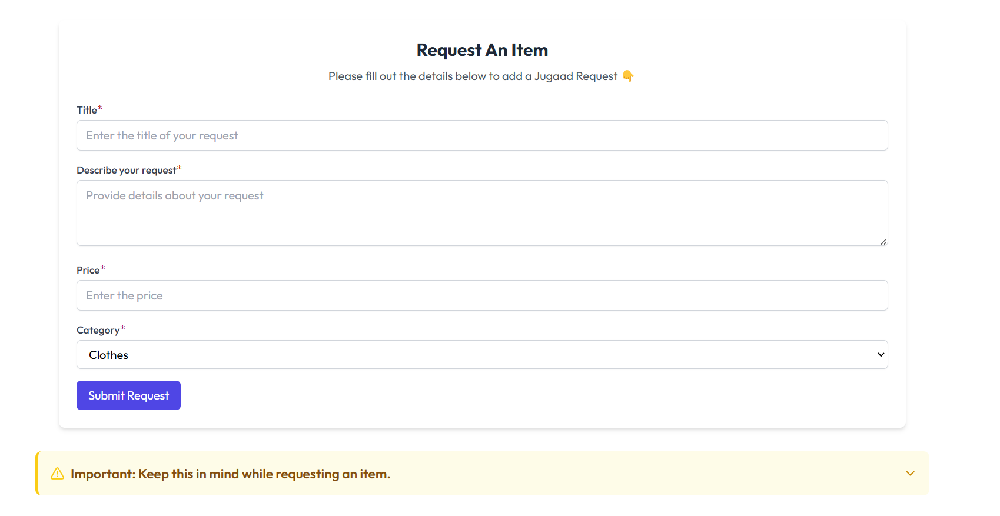 Request An Item
Please fill out the details below to add a Jugaad Request 👇
Title*
Enter the title of your request
Describe your request*
Provide details about your request
Price*
Enter the price
Category*
Clothes
Submit Request
Important: Keep this in mind while requesting an item.